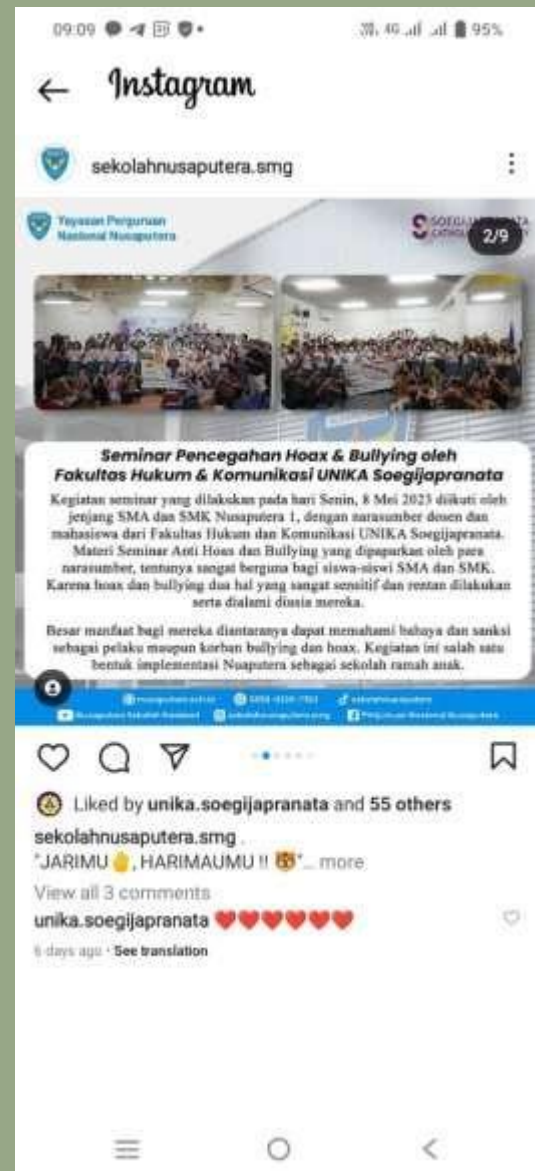 09:09
95%
Instagram
sekolahnusaputera.smg
Yayasan Perguruan
Nasional Nusaputera
2/9
Seminar Pencegahan Hoax & Bullying oleh
Fakultas Hukum & Komunikasi UNIKA Soegijapranata
Kegiatan seminar yang dilakukan pada hari Senin, 8 Mei 2023 diikuti oleh
jenjang SMA dan SMK Nusaputera 1, dengan narasumber dosen dan
mahasiswa dari Fakultas Hukum dan Komunikasi UNIKA Soegijapranata.
Materi Seminar Anti Hoax dan Bullying yang dipaparkan oleh para
narasumber, tentunya sangat berguna bagi siswa-siswi SMA dan SMK.
Karena hoax dan bullying dua hal yang sangat sensitif dan rentan dilakukan
serta dialami diusia mereka.
Besar manfaat bagi mereka diantaranya dapat memahami bahaya dan sanksi
sebagai pelaku maupun korban bullying dan hoax. Kegiatan ini salah satu
bentuk implementasi Nusaputera sebagai sekolah ramah anak.
Liked by unika.soegijapranata and 55 others
sekolahnusaputera.smg .
"JARIMU🤚, HARIMAUMU !! 🐯"... more
View all 3 comments
unika.soegijapranata ❤️❤️❤️❤️❤️❤️
6 days ago · See translation